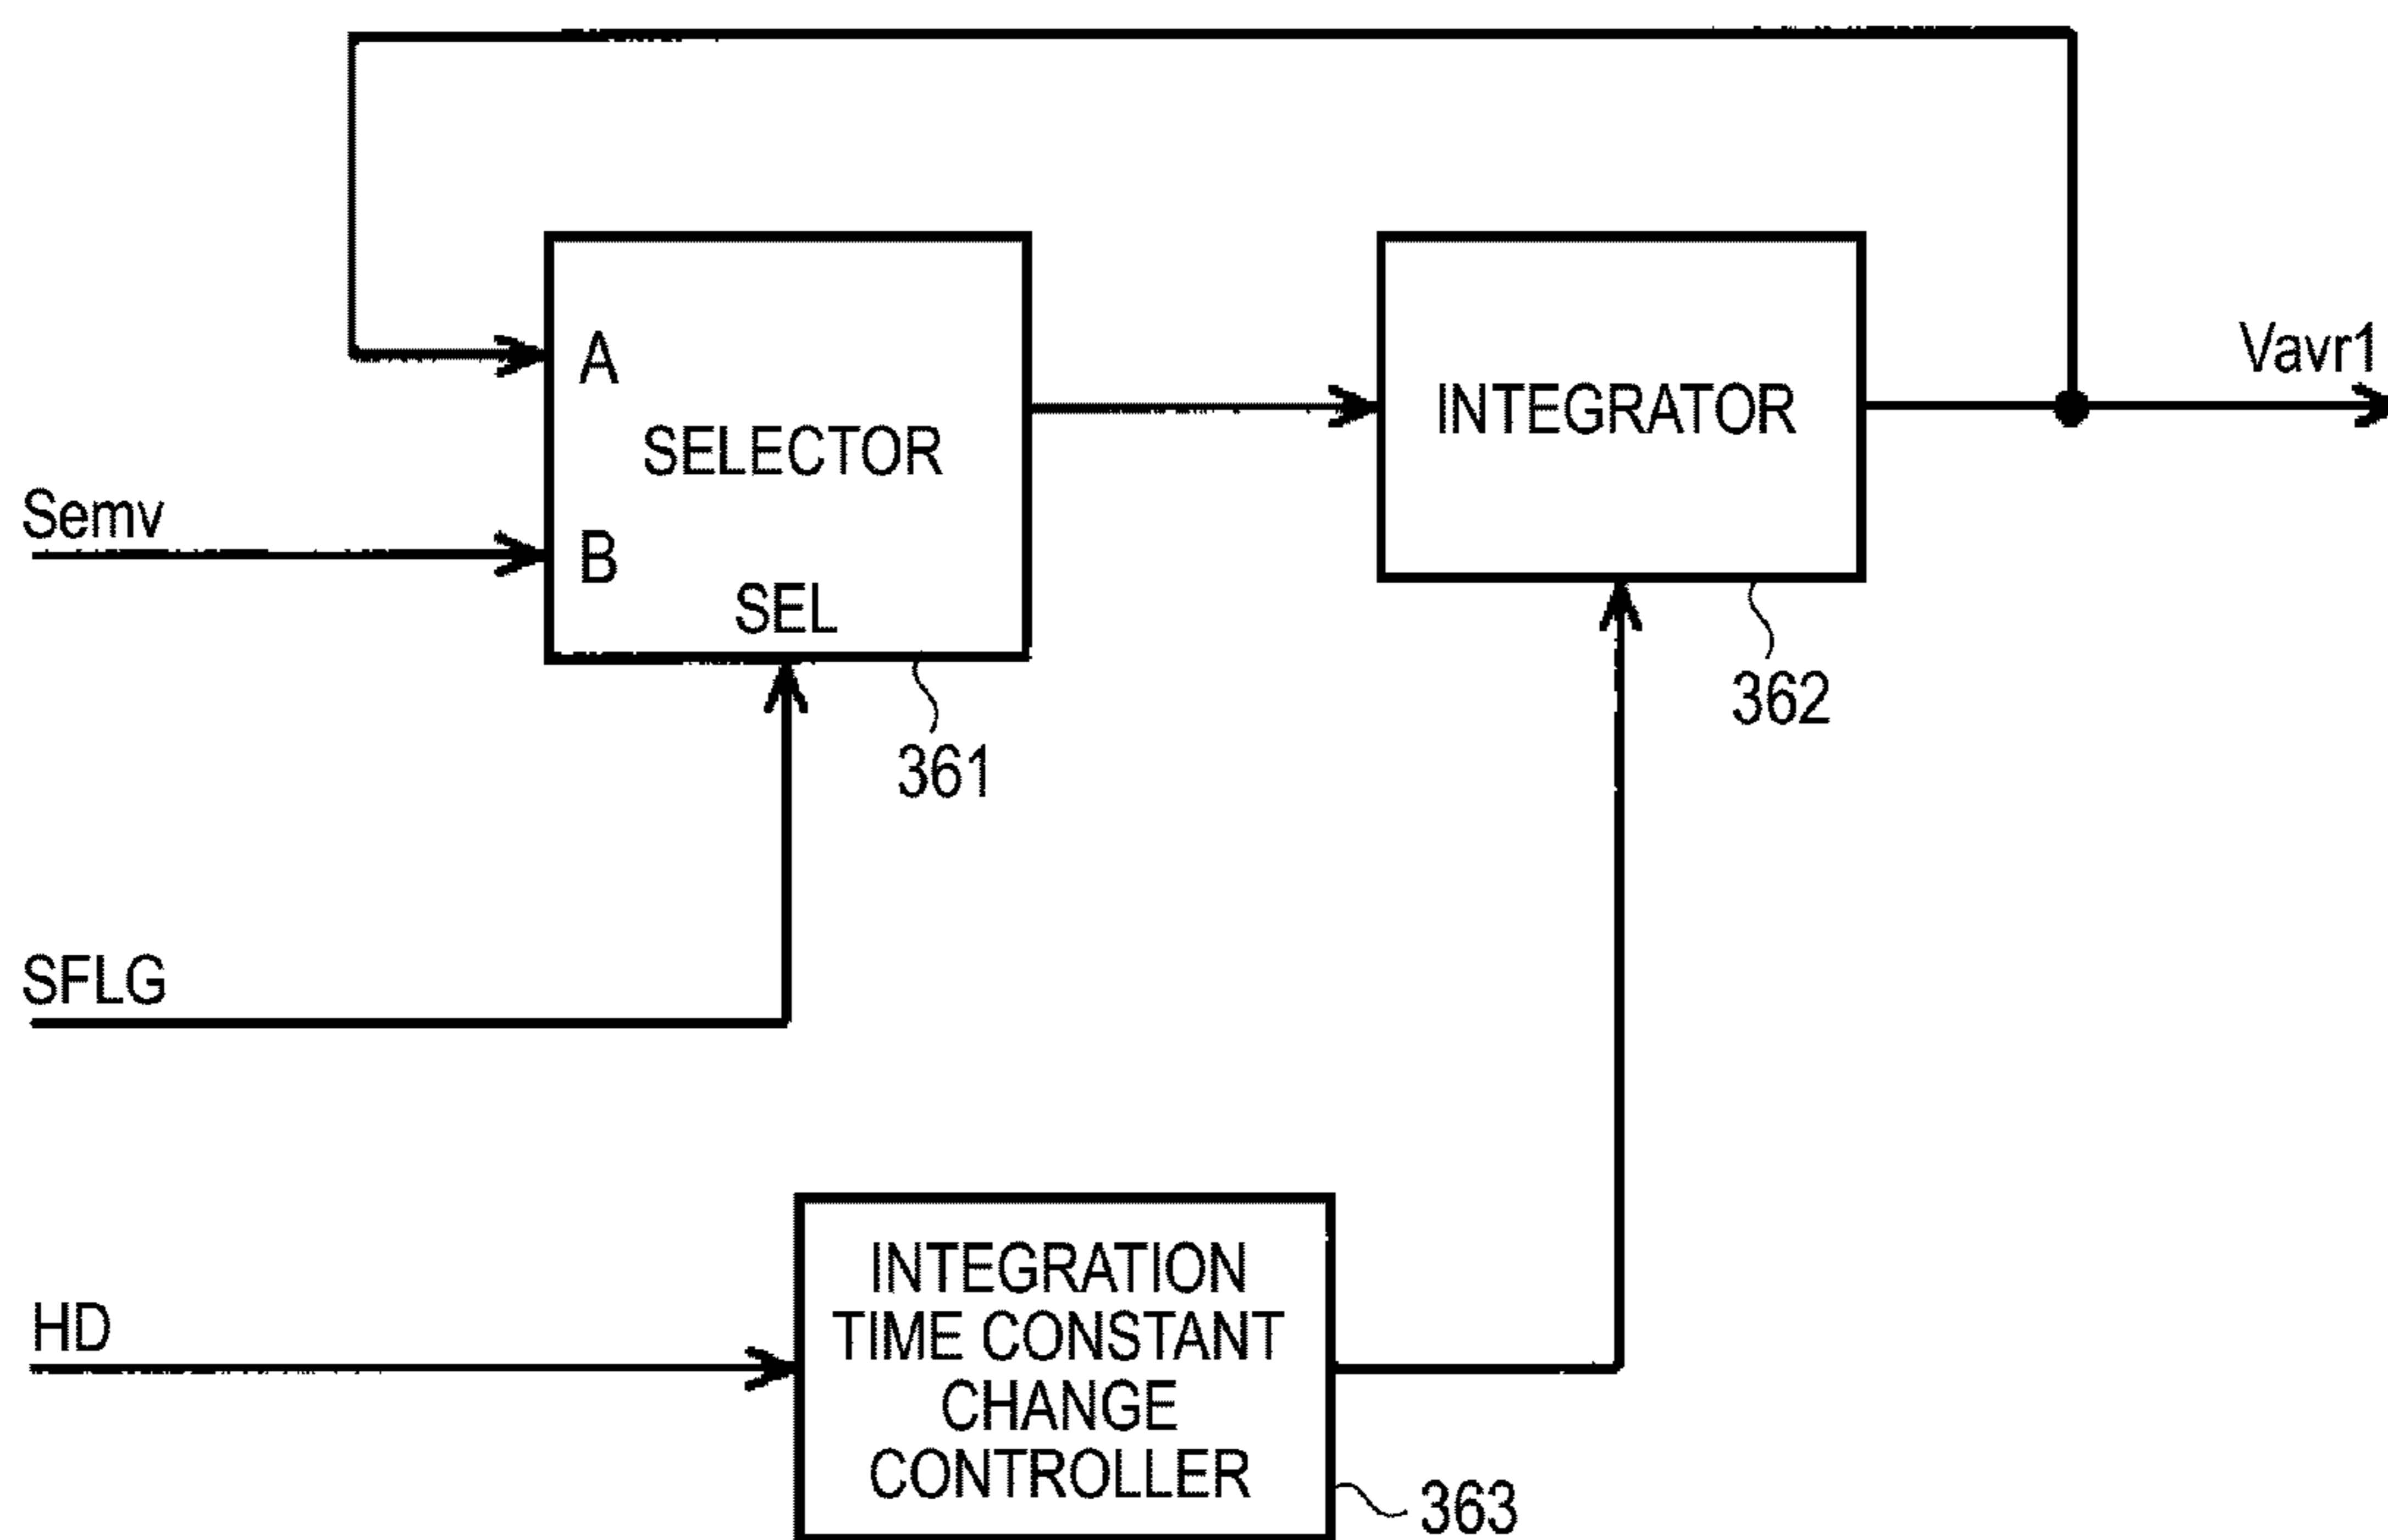 Vavr1
A
SELECTOR
INTEGRATOR
Semv
B
SEL
362
361
SFLG
HD
INTEGRATION
TIME CONSTANT
CHANGE
CONTROLLER
363